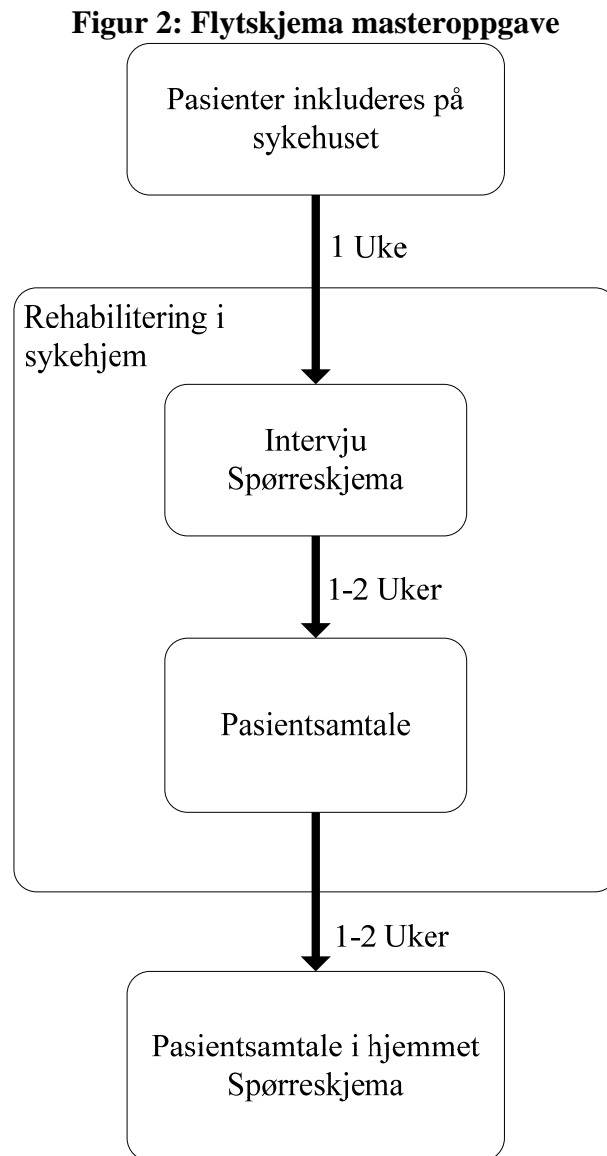 Figur 2: Flytskjema masteroppgave
Pasienter inkluderes på
sykehuset
1 Uke
Rehabilitering i
sykehjem
Intervju
Spørreskjema
1-2 Uker
Pasientsamtale
1-2 Uker
Pasientsamtale i hjemmet
Spørreskjema